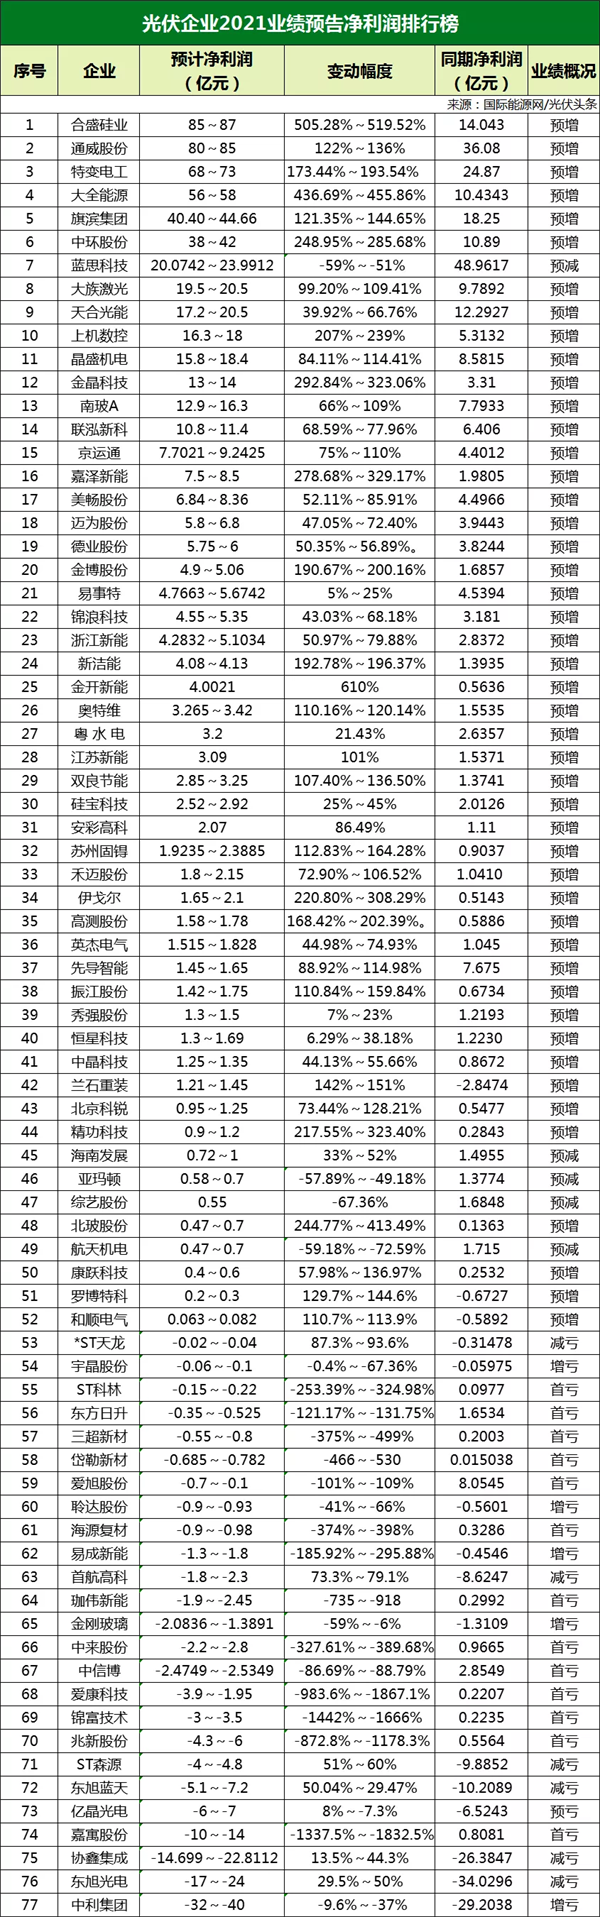 光伏企业2021业绩预告净利润排行榜
序号 企业 预计净利润（亿元） 变动幅度 同期净利润（亿元） 业绩概况
来源：国际能源网/光伏头条
1 合盛硅业 85～87 505.28%～519.52% 14.043 预增
2 通威股份 80～85 122%～136% 36.08 预增
3 特变电工 68～73 173.44%～193.54% 24.87 预增
4 大全能源 56～58 436.69%～455.86% 10.4343 预增
5 旗滨集团 40.40～44.66 121.35%～144.65% 18.25 预增
6 中环股份 38～42 248.95%～285.68% 10.89 预增
7 蓝思科技 20.0742～23.9912 -59%～-51% 48.9617 预减
8 大族激光 19.5～20.5 99.20%～109.41% 9.7892 预增
9 天合光能 17.2～20.5 39.92%～66.76% 12.2927 预增
10 上机数控 16.3～18 207%～239% 5.3132 预增
11 晶盛机电 15.8～18.4 84.11%～114.41% 8.5815 预增
12 金晶科技 13～14 292.84%～323.06% 3.31 预增
13 南玻A 12.9～16.3 66%～109% 7.7933 预增
14 联泓新科 10.8～11.4 68.59%～77.96% 6.406 预增
15 京运通 7.7021～9.2425 75%～110% 4.4012 预增
16 嘉泽新能 7.5～8.5 278.68%～329.17% 1.9805 预增
17 美畅股份 6.84～8.36 52.11%～85.91% 4.4966 预增
18 迈为股份 5.8～6.8 47.05%～72.40% 3.9443 预增
19 德业股份 5.75～6 50.35%～56.89%。 3.8244 预增
20 金博股份 4.9～5.06 190.67%～200.16% 1.6857 预增
21 易事特 4.7663～5.6742 5%～25% 4.5394 预增
22 锦浪科技 4.55～5.35 43.03%～68.18% 3.181 预增
23 浙江新能 4.2832～5.1034 50.97%～79.88% 2.8372 预增
24 新洁能 4.08～4.13 192.78%～196.37% 1.3935 预增
25 金开新能 4.0021 610% 0.5636 预增
26 奥特维 3.265～3.42 110.16%～120.14% 1.5535 预增
27 粤 水 电 3.2 21.43% 2.6357 预增
28 江苏新能 3.09 101% 1.5371 预增
29 双良节能 2.85～3.25 107.40%～136.50% 1.3741 预增
30 硅宝科技 2.52～2.92 25%～45% 2.0126 预增
31 安彩高科 2.07 86.49% 1.11 预增
32 苏州固锝 1.9235～2.3885 112.83%～164.28% 0.9037 预增
33 禾迈股份 1.8～2.15 72.90%～106.52% 1.0410 预增
34 伊戈尔 1.65～2.1 220.80%～308.29% 0.5143 预增
35 高测股份 1.58～1.78 168.42%～202.39%。 0.5886 预增
36 英杰电气 1.515～1.828 44.98%～74.93% 1.045 预增
37 先导智能 1.45～1.65 88.92%～114.98% 7.675 预增
38 振江股份 1.42～1.75 110.84%～159.84% 0.6734 预增
39 秀强股份 1.3～1.5 7%～23% 1.2193 预增
40 恒星科技 1.3～1.69 6.29%～38.18% 1.2230 预增
41 中晶科技 1.25～1.35 44.13%～55.66% 0.8672 预增
42 兰石重装 1.21～1.45 142%～151% -2.8474 预增
43 北京科锐 0.95～1.25 73.44%～128.21% 0.5477 预增
44 精功科技 0.9～1.2 217.55%～323.40% 0.2843 预增
45 海南发展 0.72～1 33%～52% 1.4955 预减
46 亚玛顿 0.58～0.7 -57.89%～-49.18% 1.3774 预减
47 综艺股份 0.55 -67.36% 1.6848 预减
48 北玻股份 0.47～0.7 244.77%～413.49% 0.1363 预增
49 航天机电 0.47～0.7 -59.18%～-72.59% 1.715 预减
50 康跃科技 0.4～0.6 57.98%～136.97% 0.2532 预增
51 罗博特科 0.2～0.3 129.7%～144.6% -0.6727 预增
52 和顺电气 0.063～0.082 110.7%～113.9% -0.5892 预增
53 *ST天龙 -0.02～-0.04 87.3%～93.6% -0.31478 减亏
54 宇晶股份 -0.06～-0.1 -0.4%～-67.36% -0.05975 增亏
55 ST科林 -0.15～-0.22 -253.39%～-324.98% 0.0977 首亏
56 东方日升 -0.35～-0.525 -121.17%～-131.75% 1.6534 首亏
57 三超新材 -0.55～-0.8 -375%～-499% 0.2003 首亏
58 岱勒新材 -0.685～-0.782 -466～-530 0.015038 首亏
59 爱旭股份 -0.7～-0.1 -101%～-109% 8.0545 首亏
60 聆达股份 -0.9～-0.93 -41%～-66% -0.5601 增亏
61 海源复材 -0.9～-0.98 -374%～-398% 0.3286 首亏
62 易成新能 -1.3～-1.8 -185.92%～-295.88% -0.4546 增亏
63 首航高科 -1.8～-2.3 73.3%～79.1% -8.6247 减亏
64 珈伟新能 -1.9～-2.45 -735～-918 0.2992 首亏
65 金刚玻璃 -2.0836～-1.3891 -59%～-6% -1.3109 增亏
66 中来股份 -2.2～-2.8 -327.61%～-389.68% 0.9665 首亏
67 中信博 -2.4749～-2.5349 -86.69%～-88.79% 2.8549 首亏
68 爱康科技 -3.9～-1.95 -983.6%～-1867.1% 0.2207 首亏
69 锦富技术 -3～-3.5 -1442%～-1666% 0.2235 首亏
70 兆新股份 -4.3～-6 -872.8%～-1178.3% 0.5564 首亏
71 ST森源 -4～-4.8 51%～60% -9.8852 减亏
72 东旭蓝天 -5.1～-7.2 50.04%～29.47% -10.2089 减亏
73 亿晶光电 -6～-7 8%～-7.3% -6.5243 预亏
74 嘉寓股份 -10～-14 -1337.5%～-1832.5% 0.8081 首亏
75 协鑫集成 -14.699～-22.8112 13.5%～44.3% -26.3847 减亏
76 东旭光电 -17～-24 29.5%～50% -34.0296 减亏
77 中利集团 -32～-40 -9.6%～-37% -29.2038 增亏